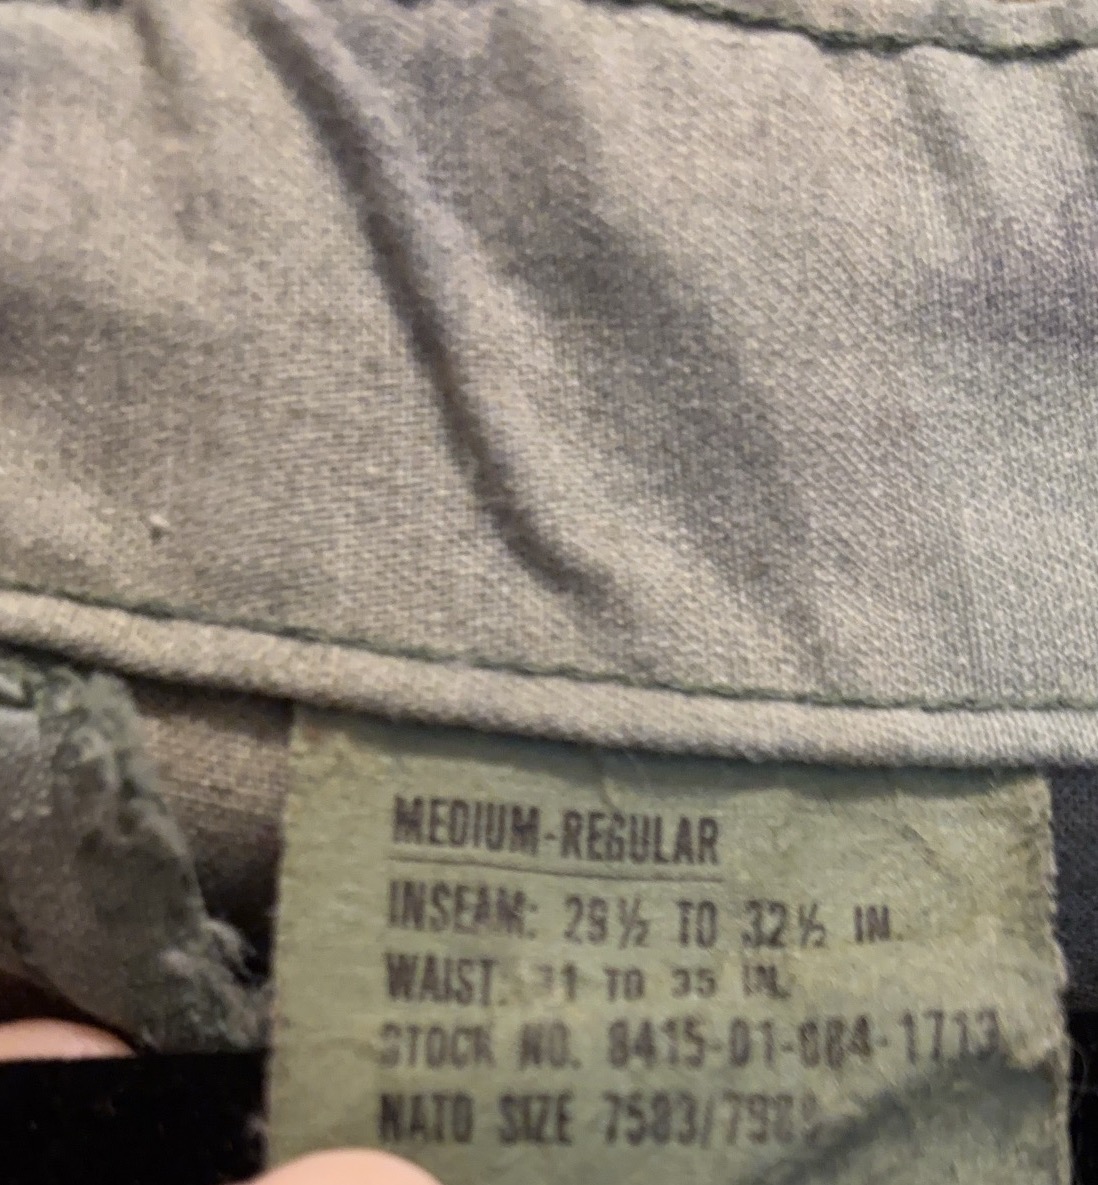 MEDIUM-REGULAR
INSEAM: 29½ TO 32½ IN.
WAIST: 31 TO 35 IN.
STOCK NO. 8415-01-084-1713
NATO SIZE